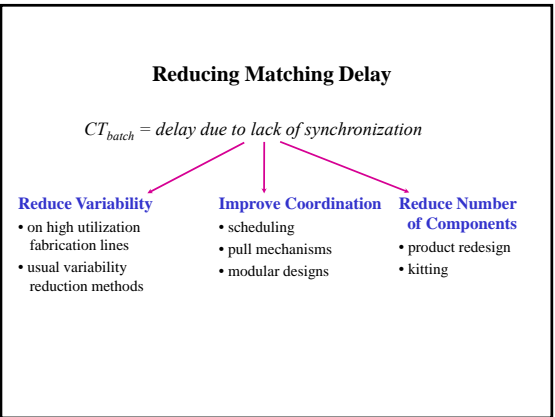 Reducing Matching Delay
CT_batch = delay due to lack of synchronization
Reduce Variability
• on high utilization
fabrication lines
• usual variability
reduction methods
Improve Coordination
• scheduling
• pull mechanisms
• modular designs
Reduce Number
of Components
• product redesign
• kitting